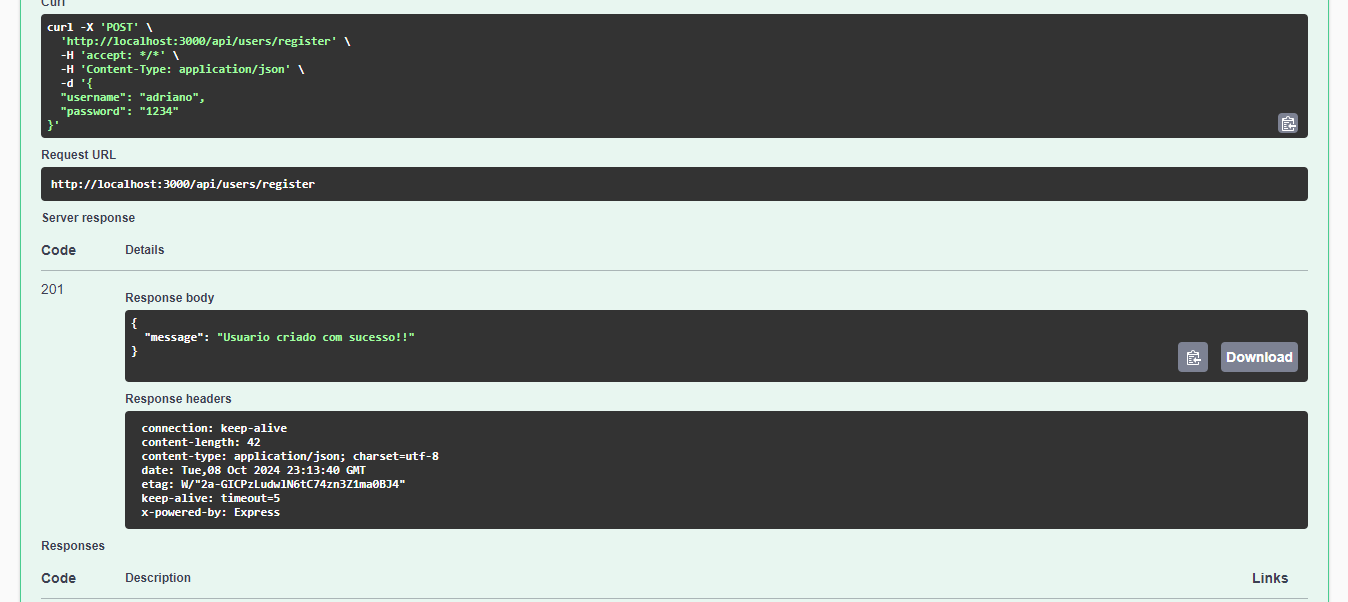 Curl
curl -X 'POST' \
'http://localhost:3000/api/users/register' \
-H 'accept: */*' \
-H 'Content-Type: application/json' \
-d '{
"username": "adriano",
"password": "1234"
}'
Request URL
http://localhost:3000/api/users/register
Server response
Code Details
201
Response body
{
"message": "Usuario criado com sucesso!!"
}
Download
Response headers
connection: keep-alive
content-length: 42
content-type: application/json; charset=utf-8
date: Tue,08 Oct 2024 23:13:40 GMT
etag: W/"2a-GICPzLudwlN6tC74zn3Z1ma0BJ4"
keep-alive: timeout=5
x-powered-by: Express
Responses
Code Description Links